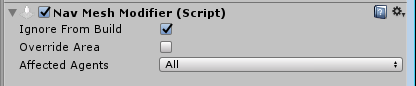 Nav Mesh Modifier (Script)
Ignore From Build
Override Area
Affected Agents All